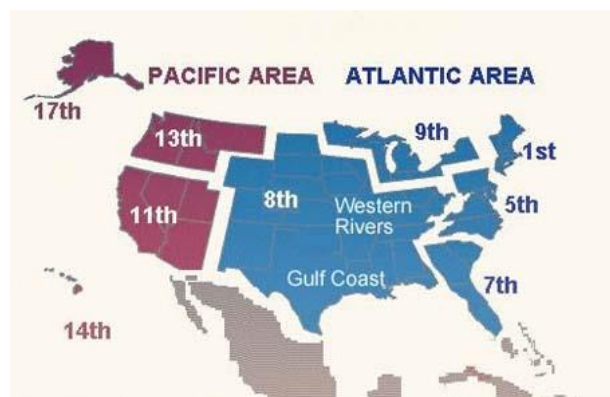 PACIFIC AREA
ATLANTIC AREA
17th
13th
9th
1st
11th
8th
Western
Rivers
5th
Gulf Coast
7th
14th